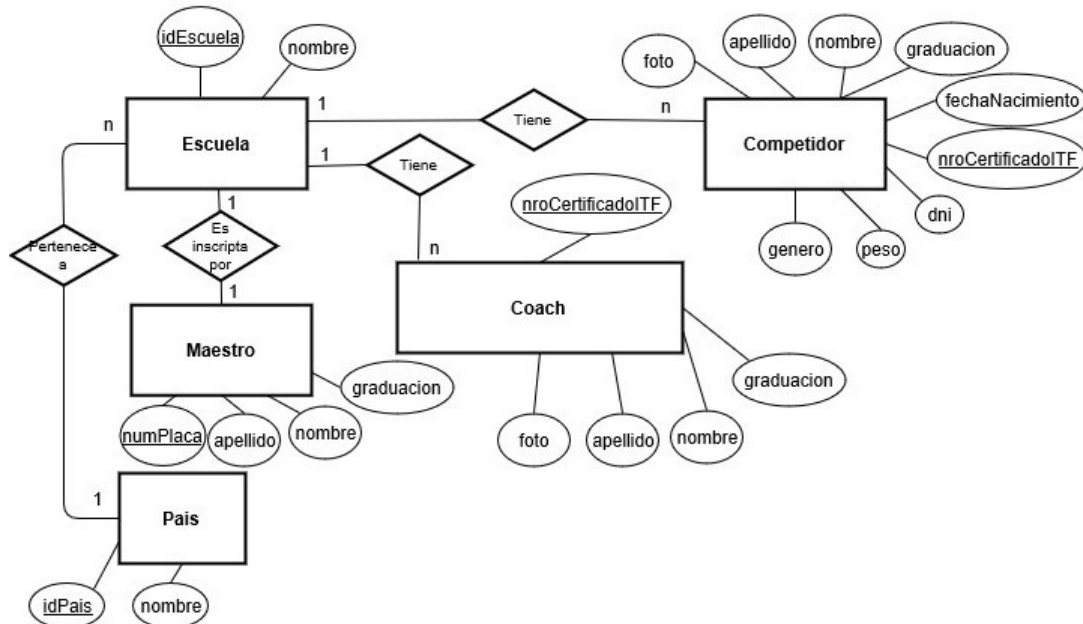 idEscuela
nombre
foto
apellido
nombre
graduacion
fechaNacimiento
nroCertificadoITF
dni
peso
genero
Competidor
1
Tiene
n
Escuela
n
1
Tiene
n
1
Es
inscripta
por
1
Pertenece
a
1
nroCertificadoITF
Coach
graduacion
nombre
apellido
foto
Maestro
graduacion
nombre
apellido
numPlaca
Pais
idPais
nombre